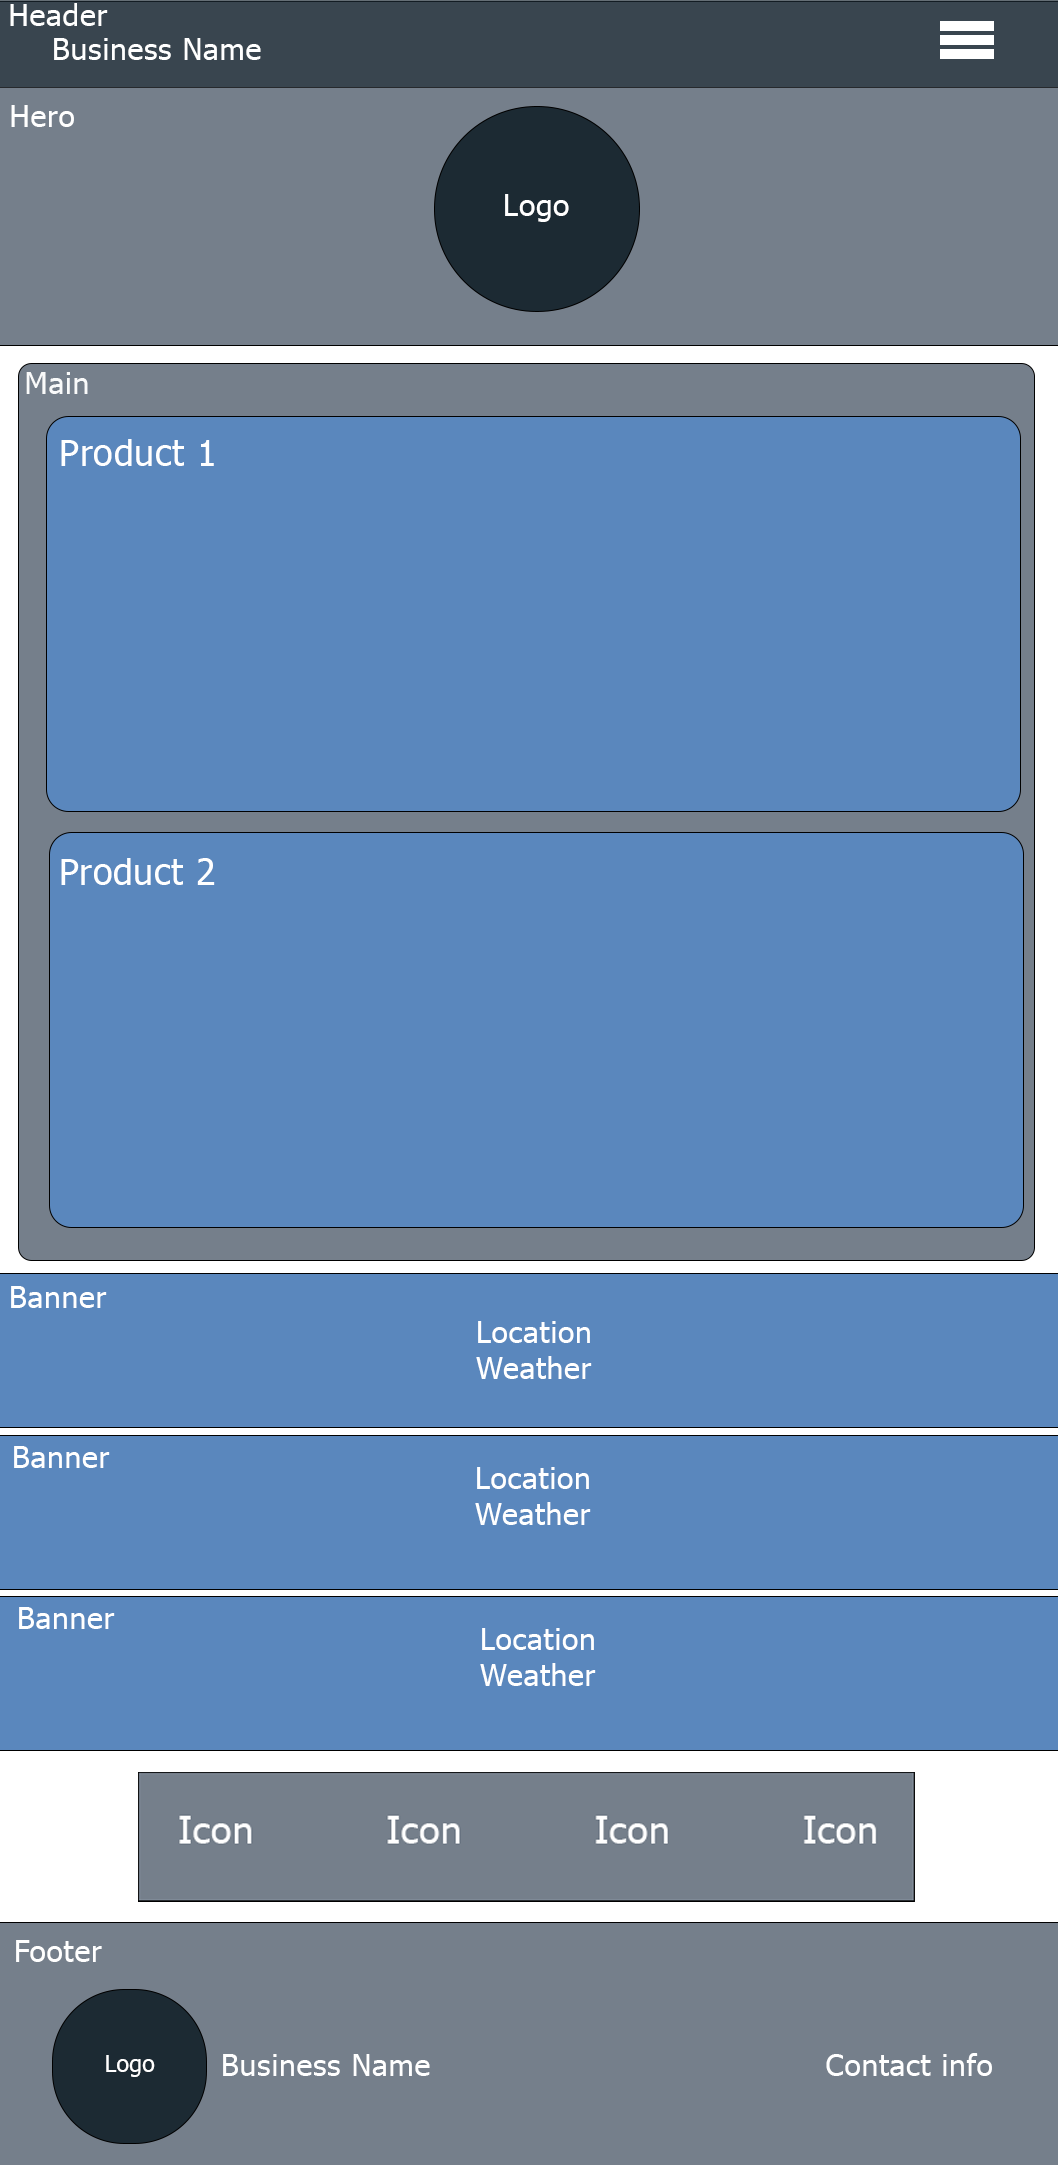 Header
Business Name
Hero
Logo
Main
Product 1
Product 2
Banner
Location
Weather
Banner
Location
Weather
Banner
Location
Weather
Icon Icon Icon Icon
Footer
Logo Business Name Contact info